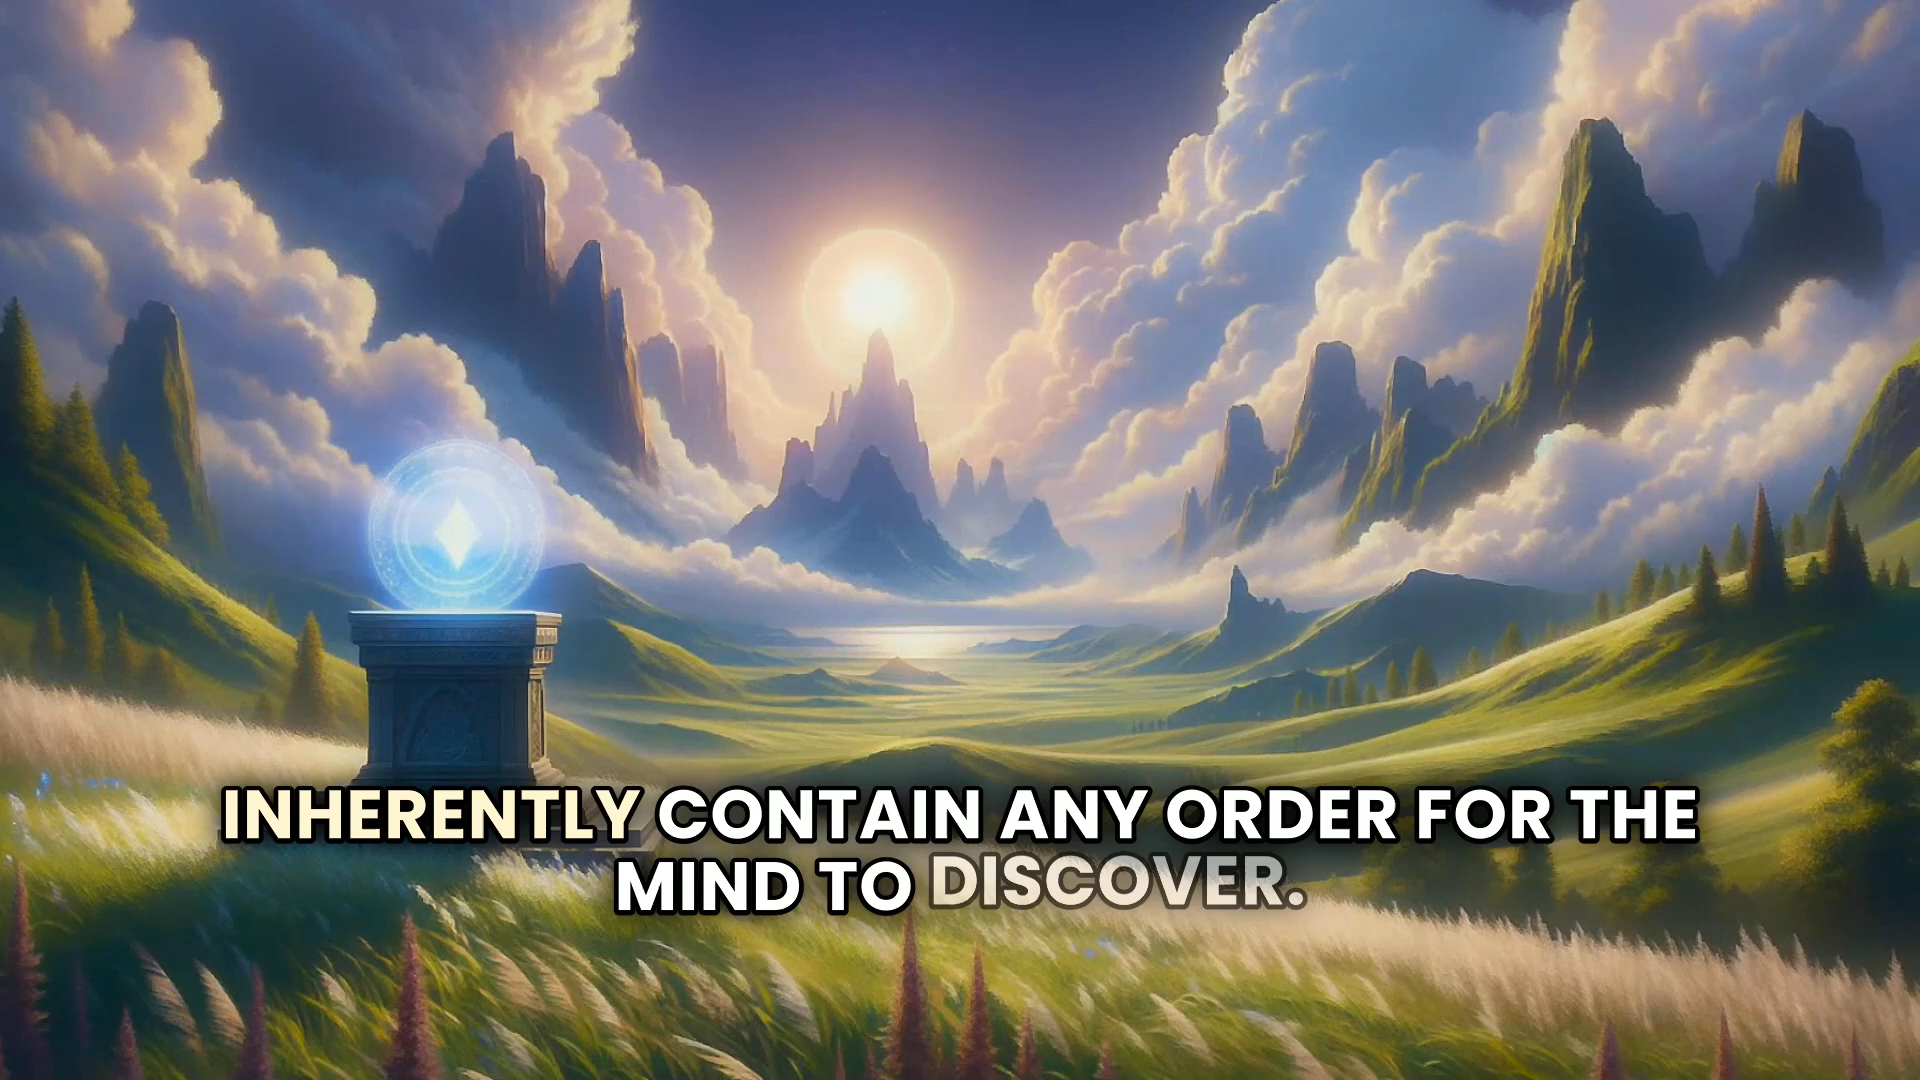 INHERENTLY CONTAIN ANY ORDER FOR THE
MIND TO DISCOVER.